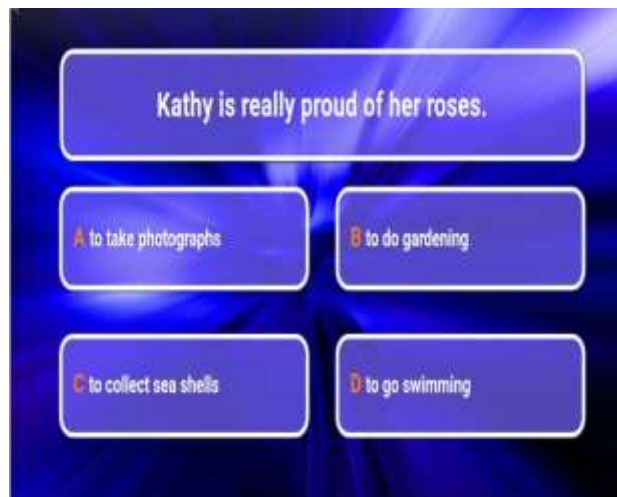 Kathy is really proud of her roses.
A to take photographs
B to do gardening
C to collect sea shells
D to go swimming